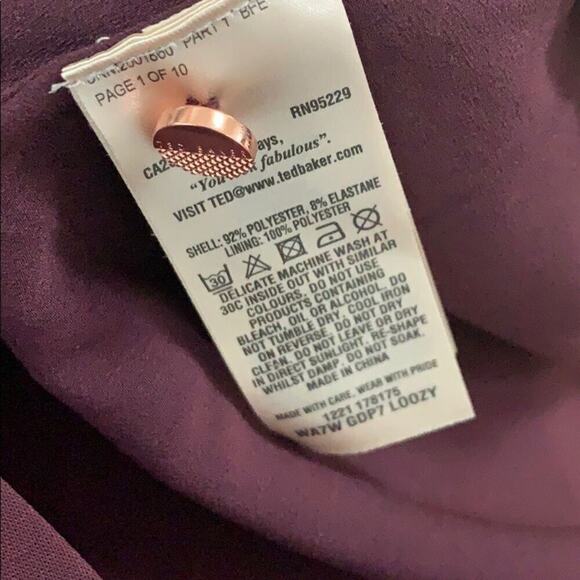 PART 1
PAGE 1 OF 10
RN95229
TED BAKER
fabulous".
VISIT TED@www.tedbaker.com
SHELL: 92% POLYESTER, 8% ELASTANE
LINING: 100% POLYESTER
30
DELICATE MACHINE WASH AT
30C INSIDE OUT WITH SIMILAR
COLOURS, DO NOT USE
PRODUCTS CONTAINING
BLEACH, OIL OR ALCOHOL. DO
NOT TUMBLE DRY. COOL IRON
ON REVERSE. DO NOT DRY
CLEAN. DO NOT LEAVE OR DRY
IN DIRECT SUNLIGHT. RE-SHAPE
WHILST DAMP. DO NOT SOAK.
MADE IN CHINA
MADE WITH CARE, WEAR WITH PRIDE
1221 178175
WA7W GDP7 LOOZY